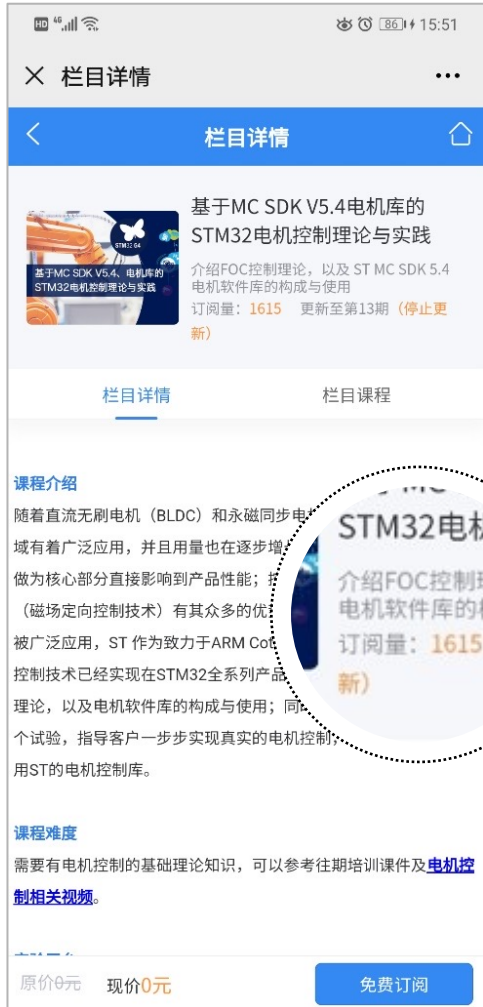 HD 46 86 15:51
栏目详情
栏目详情
基于MC SDK V5.4电机库的
STM32电机控制理论与实践
STM32 G4
基于MC SDK V5.4、电机库的
STM32电机控制理论与实践
介绍FOC控制理论，以及 ST MC SDK 5.4
电机软件库的构成与使用
订阅量：1615 更新至第13期（停止更
新）
栏目详情 栏目课程
课程介绍
随着直流无刷电机（BLDC）和永磁同步电
域有着广泛应用，并且用量也在逐步增
做为核心部分直接影响到产品性能；
（磁场定向控制技术）有其众多的优
被广泛应用，ST 作为致力于ARM Cot
控制技术已经实现在STM32全系列产品
理论，以及电机软件库的构成与使用；同
个试验，指导客户一步步实现真实的电机控制，
用ST的电机控制库。
STM32电机
介绍FOC控制理
电机软件库的构
订阅量：1615
新）
课程难度
需要有电机控制的基础理论知识，可以参考往期培训课件及电机控
制相关视频。
原价0元 现价0元 免费订阅